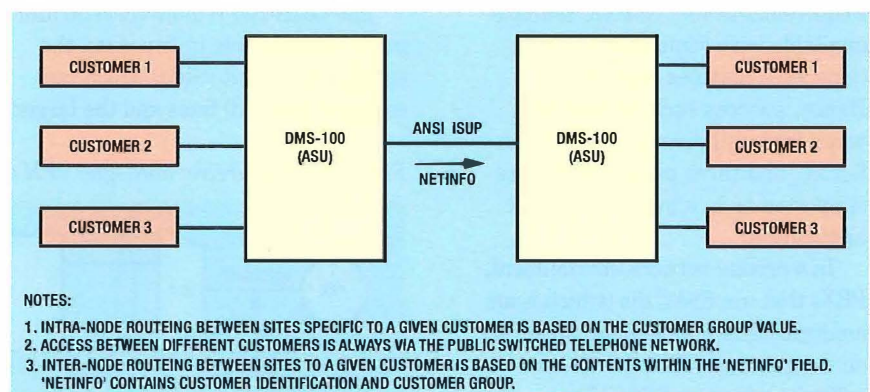 CUSTOMER 1
CUSTOMER 2
CUSTOMER 3
DMS-100
(ASU)
ANSI ISUP
NETINFO
DMS-100
(ASU)
CUSTOMER 1
CUSTOMER 2
CUSTOMER 3
NOTES:
1. INTRA-NODE ROUTEING BETWEEN SITES SPECIFIC TO A GIVEN CUSTOMER IS BASED ON THE CUSTOMER GROUP VALUE.
2. ACCESS BETWEEN DIFFERENT CUSTOMERS IS ALWAYS VIA THE PUBLIC SWITCHED TELEPHONE NETWORK.
3. INTER-NODE ROUTEING BETWEEN SITES TO A GIVEN CUSTOMER IS BASED ON THE CONTENTS WITHIN THE 'NETINFO' FIELD.
'NETINFO' CONTAINS CUSTOMER IDENTIFICATION AND CUSTOMER GROUP.